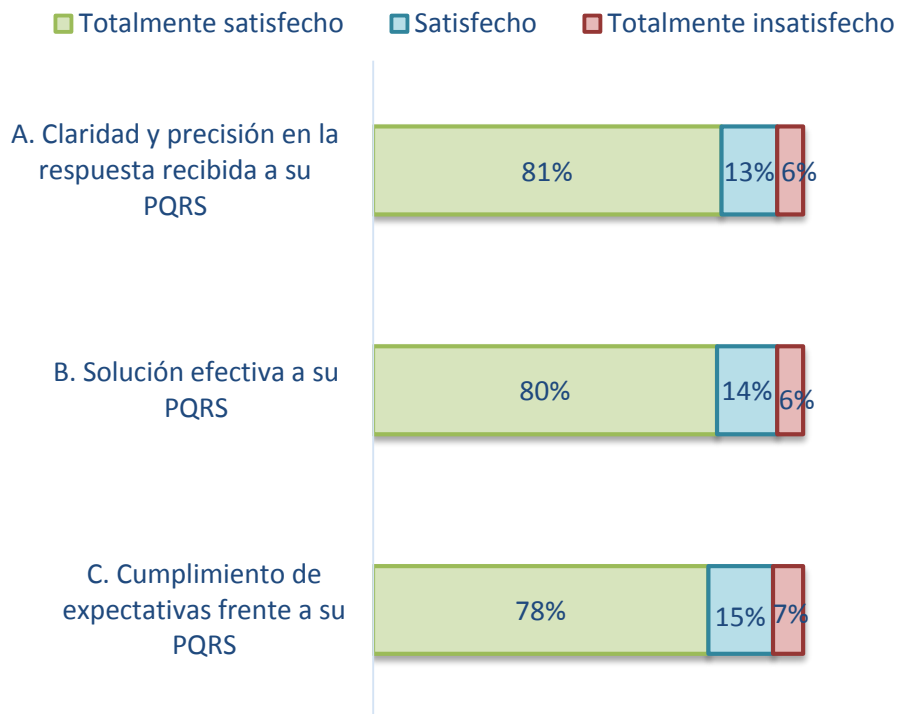 Totalmente satisfecho Satisfecho Totalmente insatisfecho
A. Claridad y precisión en la
respuesta recibida a su
PQRS
81% 13% 6%
B. Solución efectiva a su
PQRS
80% 14% 6%
C. Cumplimiento de
expectativas frente a su
PQRS
78% 15% 7%